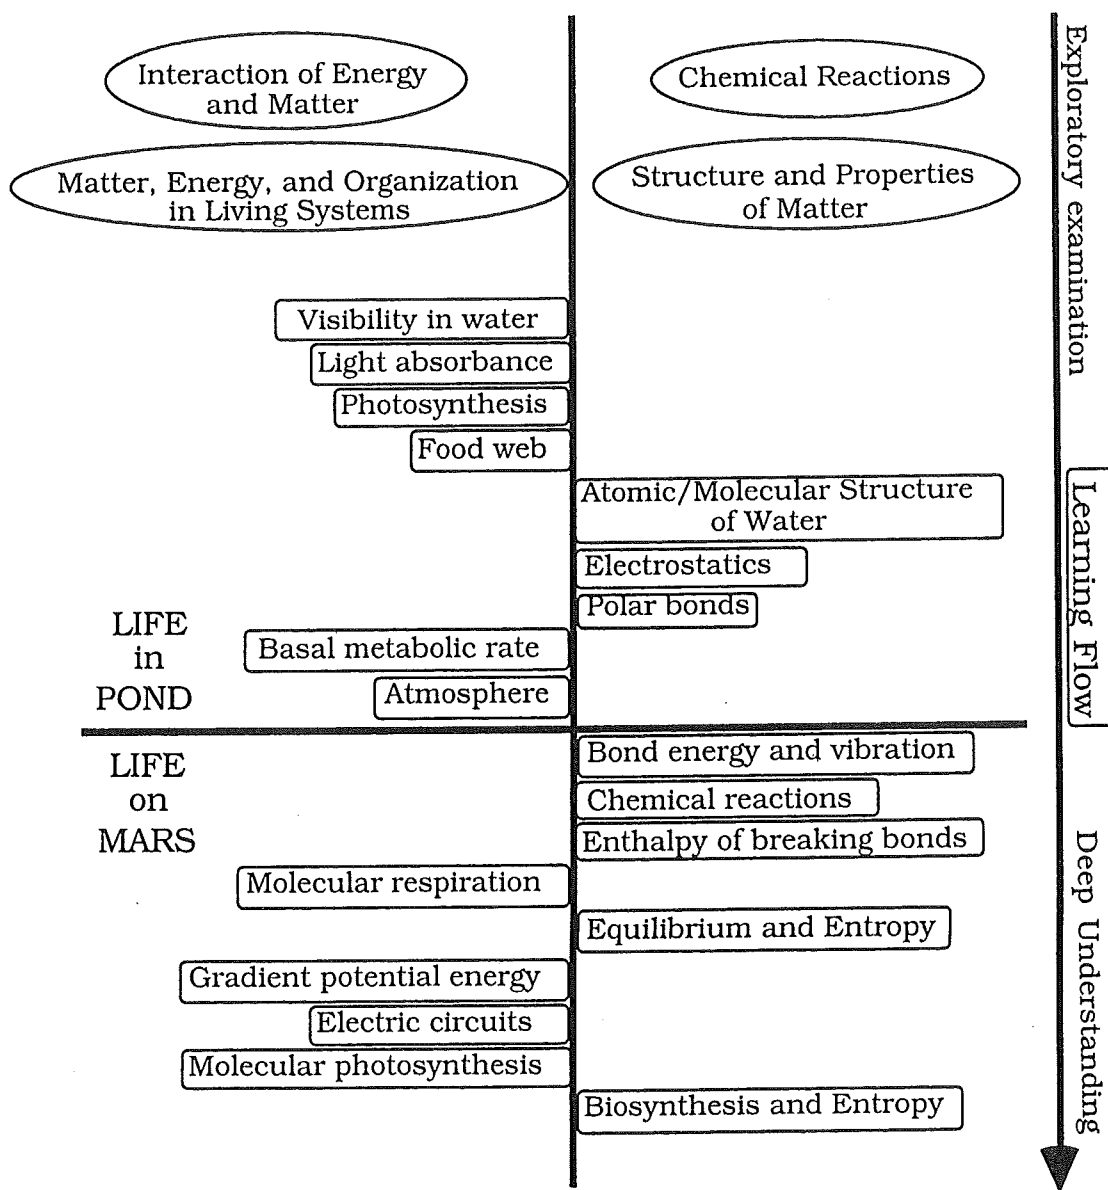 Interaction of Energy
and Matter
Chemical Reactions
Matter, Energy, and Organization
in Living Systems
Structure and Properties
of Matter
Exploratory examination
Visibility in water
Light absorbance
Photosynthesis
Food web
Atomic/Molecular Structure
of Water
Electrostatics
Polar bonds
Learning Flow
LIFE
in
POND
Basal metabolic rate
Atmosphere
LIFE
on
MARS
Bond energy and vibration
Chemical reactions
Enthalpy of breaking bonds
Molecular respiration
Equilibrium and Entropy
Gradient potential energy
Electric circuits
Molecular photosynthesis
Biosynthesis and Entropy
Deep Understanding